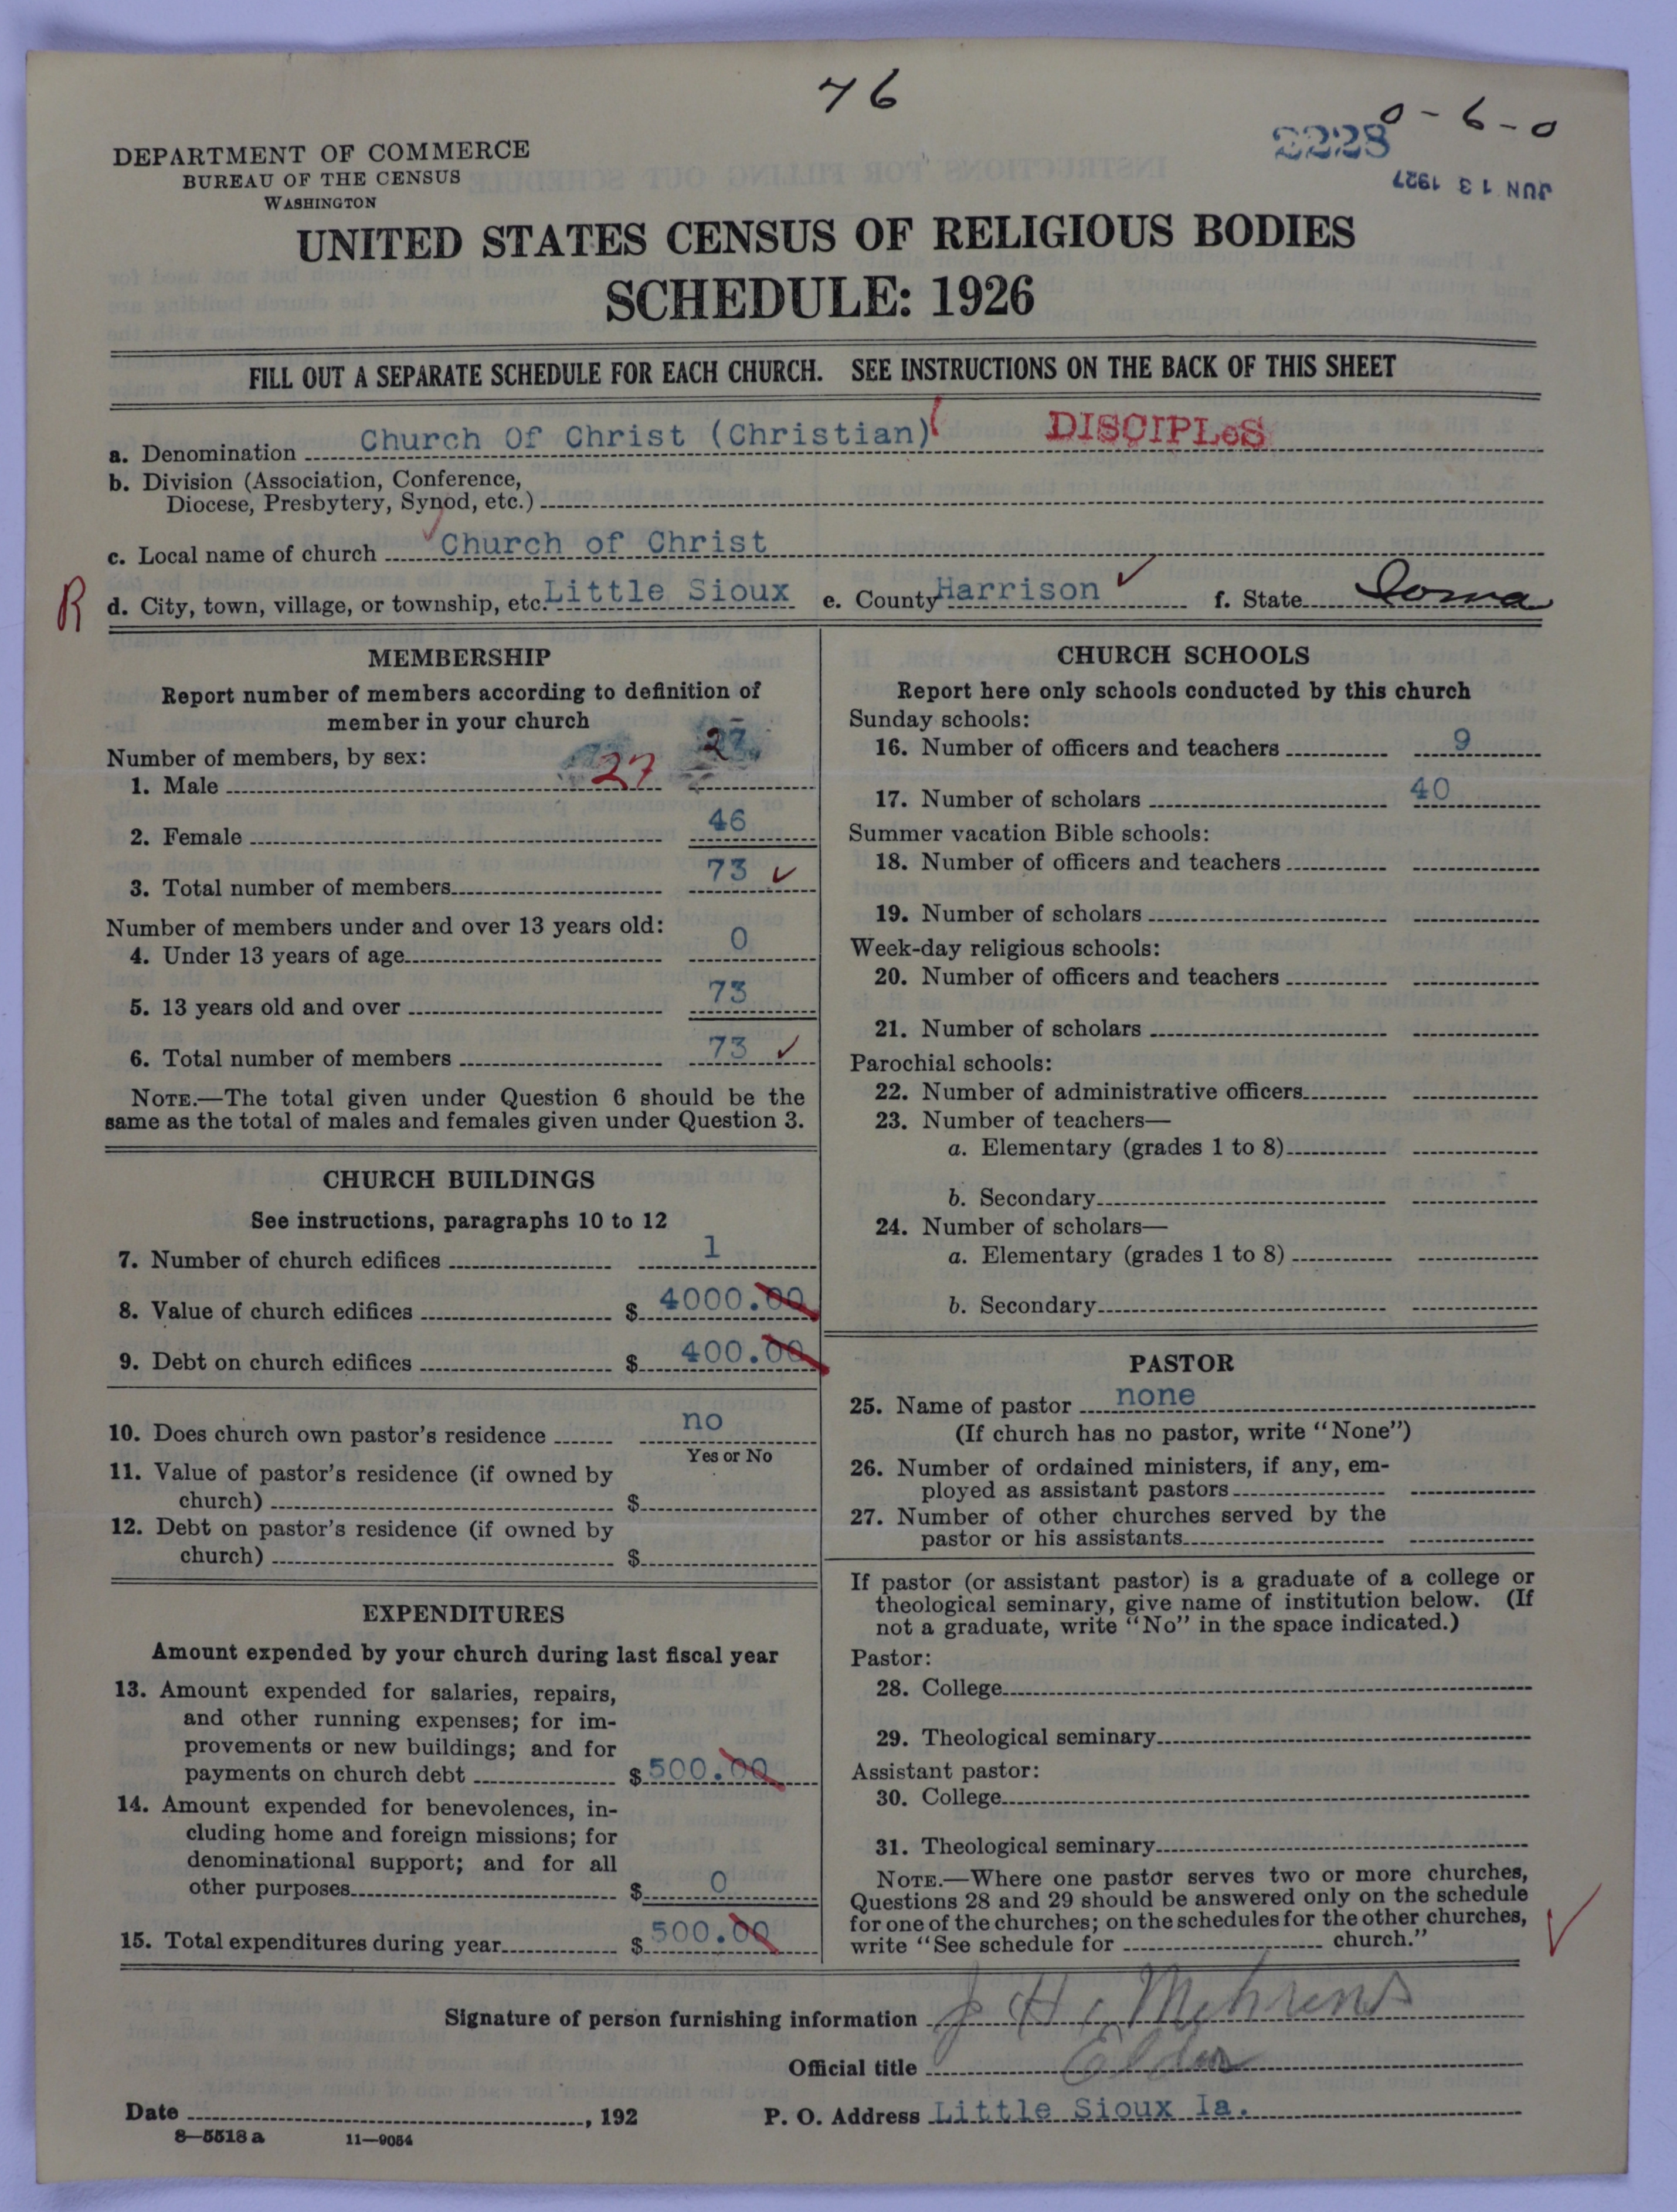 76
0-6-0
2228
JUN 13 1927
DEPARTMENT OF COMMERCE
BUREAU OF THE CENSUS
WASHINGTON
UNITED STATES CENSUS OF RELIGIOUS BODIES
SCHEDULE: 1926
FILL OUT A SEPARATE SCHEDULE FOR EACH CHURCH. SEE INSTRUCTIONS ON THE BACK OF THIS SHEET
a. Denomination Church Of Christ (Christian) DISCIPLeS
b. Division (Association, Conference,
Diocese, Presbytery, Synod, etc.)
c. Local name of church Church of Christ
R d. City, town, village, or township, etc. Little Sioux e. County Harrison f. State Iowa
MEMBERSHIP
Report number of members according to definition of
member in your church
Number of members, by sex:
1. Male 27 27
2. Female 46
3. Total number of members 73
Number of members under and over 13 years old:
4. Under 13 years of age 0
5. 13 years old and over 73
6. Total number of members 73
NOTE.—The total given under Question 6 should be the
same as the total of males and females given under Question 3.
CHURCH BUILDINGS
See instructions, paragraphs 10 to 12
7. Number of church edifices 1
8. Value of church edifices $ 4000.00
9. Debt on church edifices $ 400.00
10. Does church own pastor's residence no
Yes or No
11. Value of pastor's residence (if owned by
church) $
12. Debt on pastor's residence (if owned by
church) $
EXPENDITURES
Amount expended by your church during last fiscal year
13. Amount expended for salaries, repairs,
and other running expenses; for im-
provements or new buildings; and for
payments on church debt $ 500.00
14. Amount expended for benevolences, in-
cluding home and foreign missions; for
denominational support; and for all
other purposes $ 0
15. Total expenditures during year $ 500.00
CHURCH SCHOOLS
Report here only schools conducted by this church
Sunday schools:
16. Number of officers and teachers 9
17. Number of scholars 40
Summer vacation Bible schools:
18. Number of officers and teachers
19. Number of scholars
Week-day religious schools:
20. Number of officers and teachers
21. Number of scholars
Parochial schools:
22. Number of administrative officers
23. Number of teachers—
a. Elementary (grades 1 to 8)
b. Secondary
24. Number of scholars—
a. Elementary (grades 1 to 8)
b. Secondary
PASTOR
25. Name of pastor none
(If church has no pastor, write "None")
26. Number of ordained ministers, if any, em-
ployed as assistant pastors
27. Number of other churches served by the
pastor or his assistants
If pastor (or assistant pastor) is a graduate of a college or
theological seminary, give name of institution below. (If
not a graduate, write "No" in the space indicated.)
Pastor:
28. College
29. Theological seminary
Assistant pastor:
30. College
31. Theological seminary
NOTE.—Where one pastor serves two or more churches,
Questions 28 and 29 should be answered only on the schedule
for one of the churches; on the schedules for the other churches,
write "See schedule for church."
Signature of person furnishing information J. H. Mehrens
Official title Elder
Date , 192 P. O. Address Little Sioux Ia.
8—5518 a 11—9054